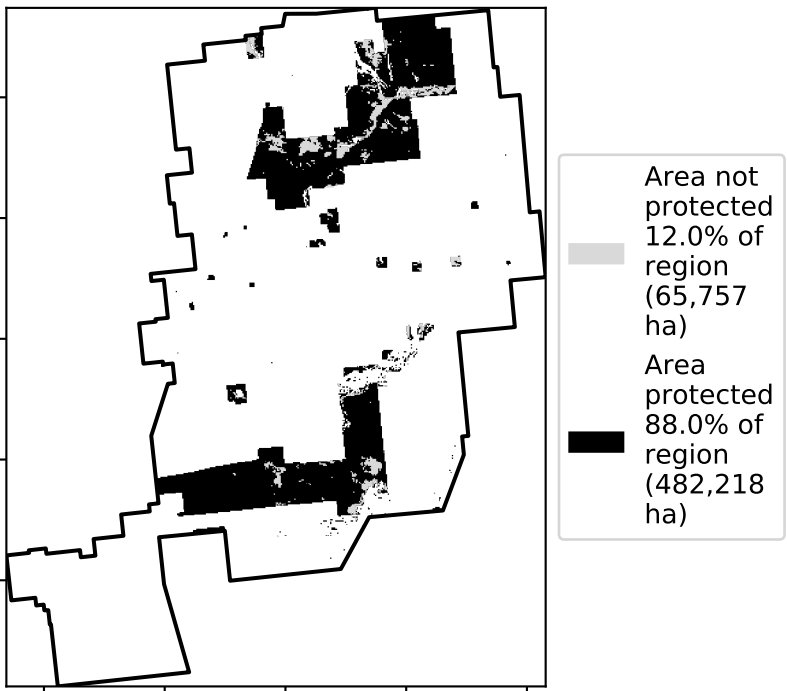 Area not
protected
12.0% of
region
(65,757
ha)
Area
protected
88.0% of
region
(482,218
ha)